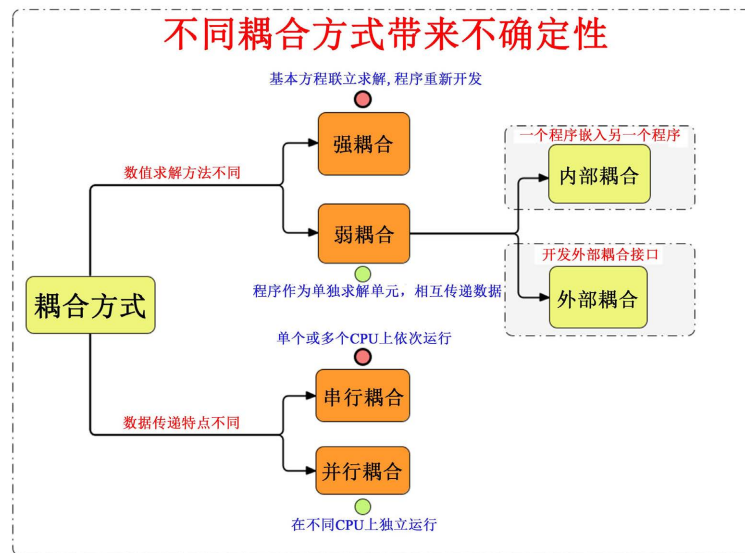 不同耦合方式带来不确定性
基本方程联立求解,程序重新开发
强耦合
一个程序嵌入另一个程序
内部耦合
数值求解方法不同
弱耦合
开发外部耦合接口
外部耦合
程序作为单独求解单元，相互传递数据
耦合方式
单个或多个CPU上依次运行
串行耦合
数据传递特点不同
并行耦合
在不同CPU上独立运行